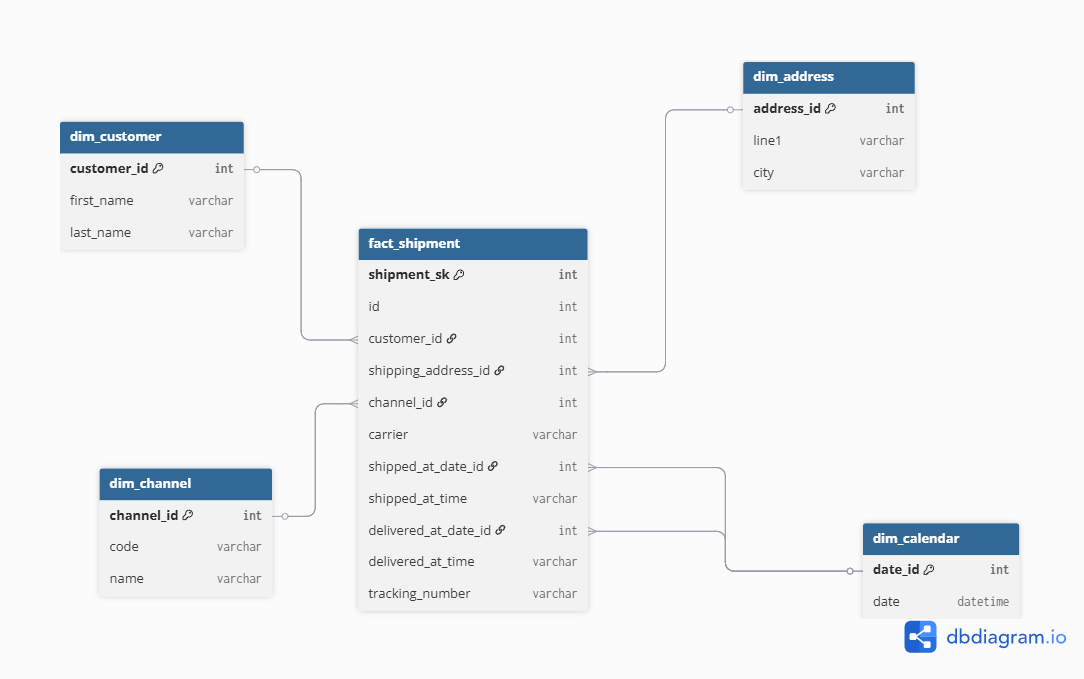 dim_customer
customer_id int
first_name varchar
last_name varchar
dim_address
address_id int
line1 varchar
city varchar
fact_shipment
shipment_sk int
id int
customer_id int
shipping_address_id int
channel_id int
carrier varchar
shipped_at_date_id int
shipped_at_time varchar
delivered_at_date_id int
delivered_at_time varchar
tracking_number varchar
dim_channel
channel_id int
code varchar
name varchar
dim_calendar
date_id int
date datetime
dbdiagram.io